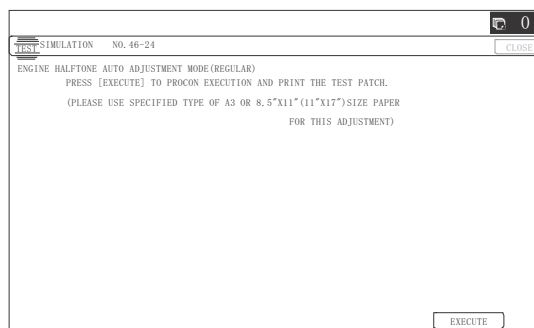 0
TEST SIMULATION NO. 46-24
CLOSE
ENGINE HALFTONE AUTO ADJUSTMENT MODE(REGULAR)
PRESS [EXECUTE] TO PROCON EXECUTION AND PRINT THE TEST PATCH.
(PLEASE USE SPECIFIED TYPE OF A3 OR 8.5″X11″(11″X17″)SIZE PAPER
FOR THIS ADJUSTMENT)
EXECUTE